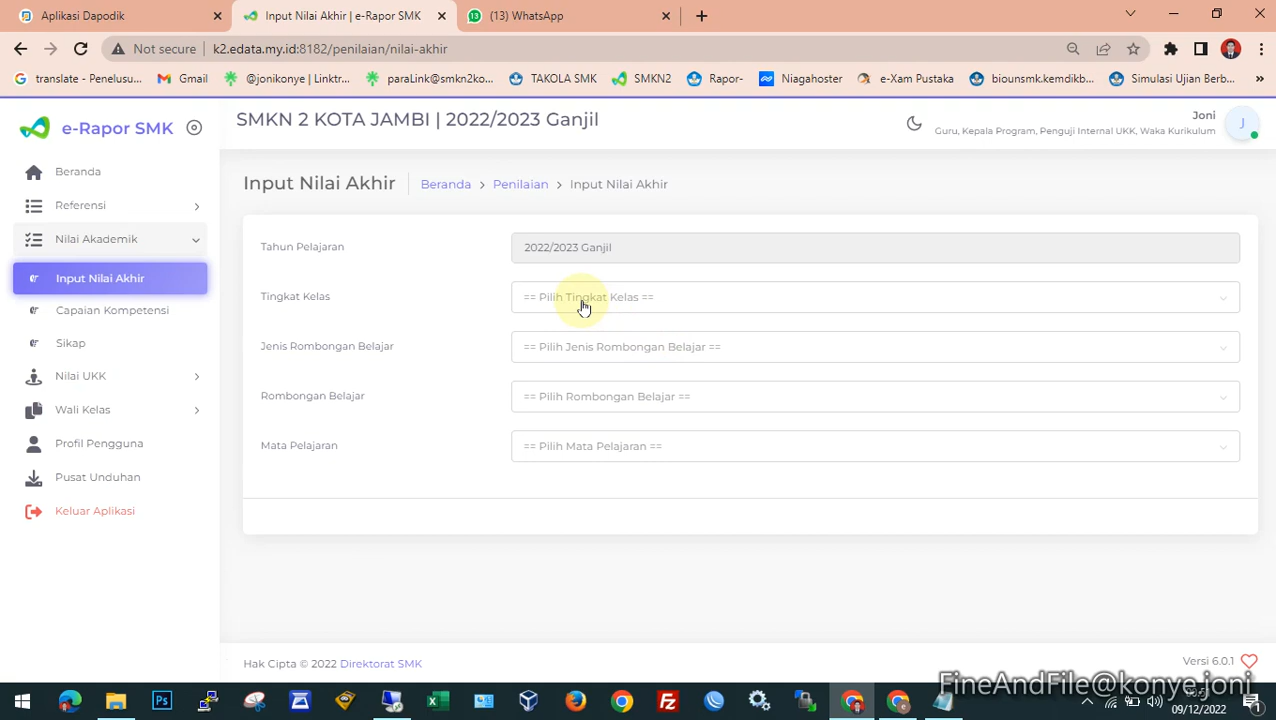 Aplikasi Dapodik
Input Nilai Akhir | e-Rapor SMK
(13) WhatsApp
Not secure
k2.edata.my.id:8182/penilaian/nilai-akhir
translate - Penelusu...
Gmail
@jonikonye | Linktr...
paraLink@smkn2ko...
TAKOLA SMK
SMKN2
Rapor-
Niagahoster
e-Xam Pustaka
biounsmk.kemdikb...
Simulasi Ujian Berb...
»
e-Rapor SMK
SMKN 2 KOTA JAMBI | 2022/2023 Ganjil
Joni
Guru, Kepala Program, Penguji Internal UKK, Waka Kurikulum
J
Beranda
Referensi
Nilai Akademik
Input Nilai Akhir
Capaian Kompetensi
Sikap
Nilai UKK
Wali Kelas
Profil Pengguna
Pusat Unduhan
Keluar Aplikasi
Input Nilai Akhir
Beranda > Penilaian > Input Nilai Akhir
Tahun Pelajaran
2022/2023 Ganjil
Tingkat Kelas
== Pilih Tingkat Kelas ==
Jenis Rombongan Belajar
== Pilih Jenis Rombongan Belajar ==
Rombongan Belajar
== Pilih Rombongan Belajar ==
Mata Pelajaran
== Pilih Mata Pelajaran ==
Hak Cipta © 2022 Direktorat SMK
Versi 6.0.1
FineAndFile@konye.joni
09/12/2022